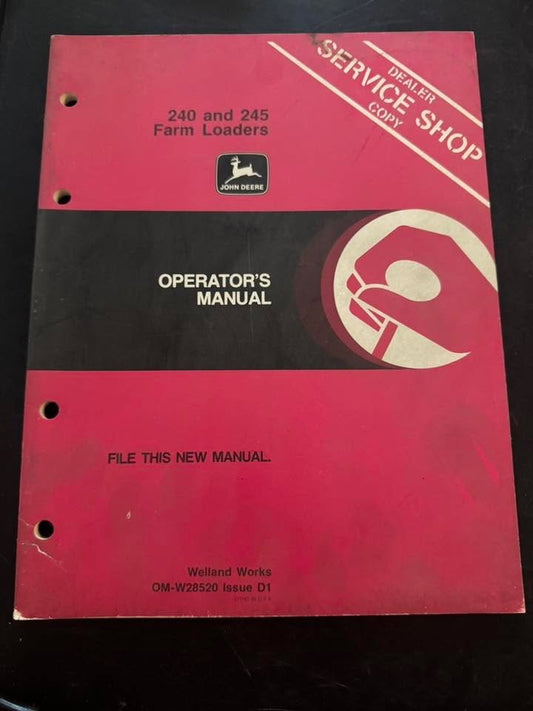 DEALER
SERVICE SHOP
COPY
240 and 245
Farm Loaders
JOHN DEERE
OPERATOR'S
MANUAL
FILE THIS NEW MANUAL.
Welland Works
OM-W28520 Issue D1